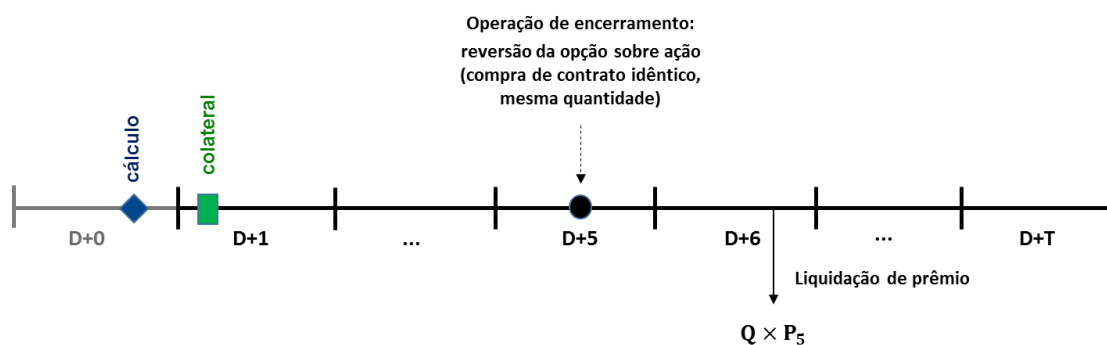 Operação de encerramento:
reversão da opção sobre ação
(compra de contrato idêntico,
mesma quantidade)
cálculo
colateral
D+0
D+1
...
D+5
D+6
...
D+T
Liquidação de prêmio
Q × P₅